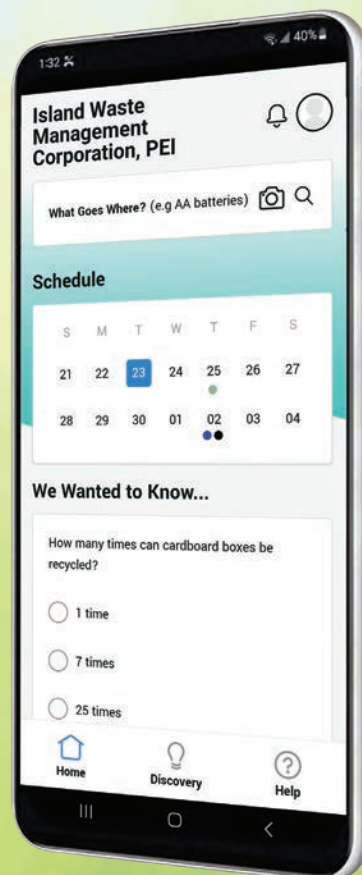 1:32
40%
Island Waste
Management
Corporation, PEI
What Goes Where? (e.g AA batteries)
Schedule
S M T W T F S
21 22 23 24 25 26 27
28 29 30 01 02 03 04
We Wanted to Know...
How many times can cardboard boxes be
recycled?
1 time
7 times
25 times
Home Discovery Help